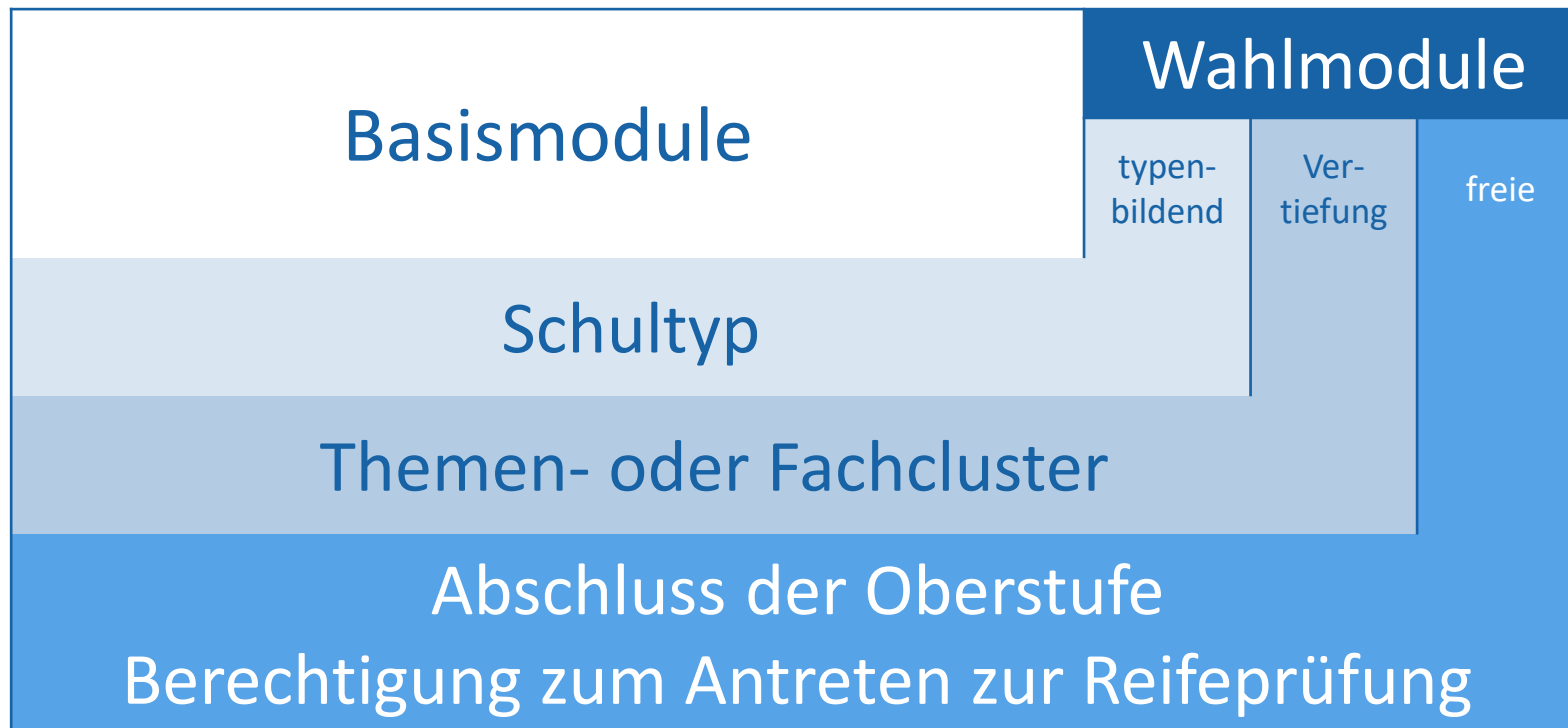 Basismodule
Wahlmodule
typen-
bildend
Ver-
tiefung
freie
Schultyp
Themen- oder Fachcluster
Abschluss der Oberstufe
Berechtigung zum Antreten zur Reifeprüfung